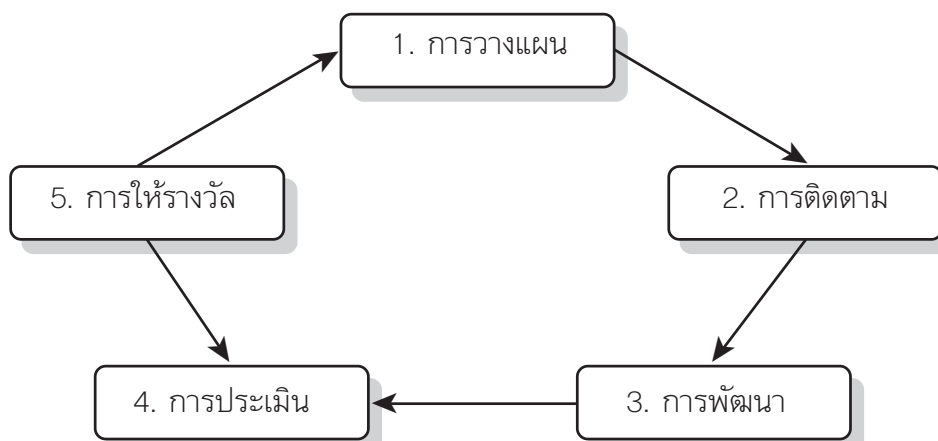 1. การวางแผน
2. การติดตาม
3. การพัฒนา
4. การประเมิน
5. การให้รางวัล